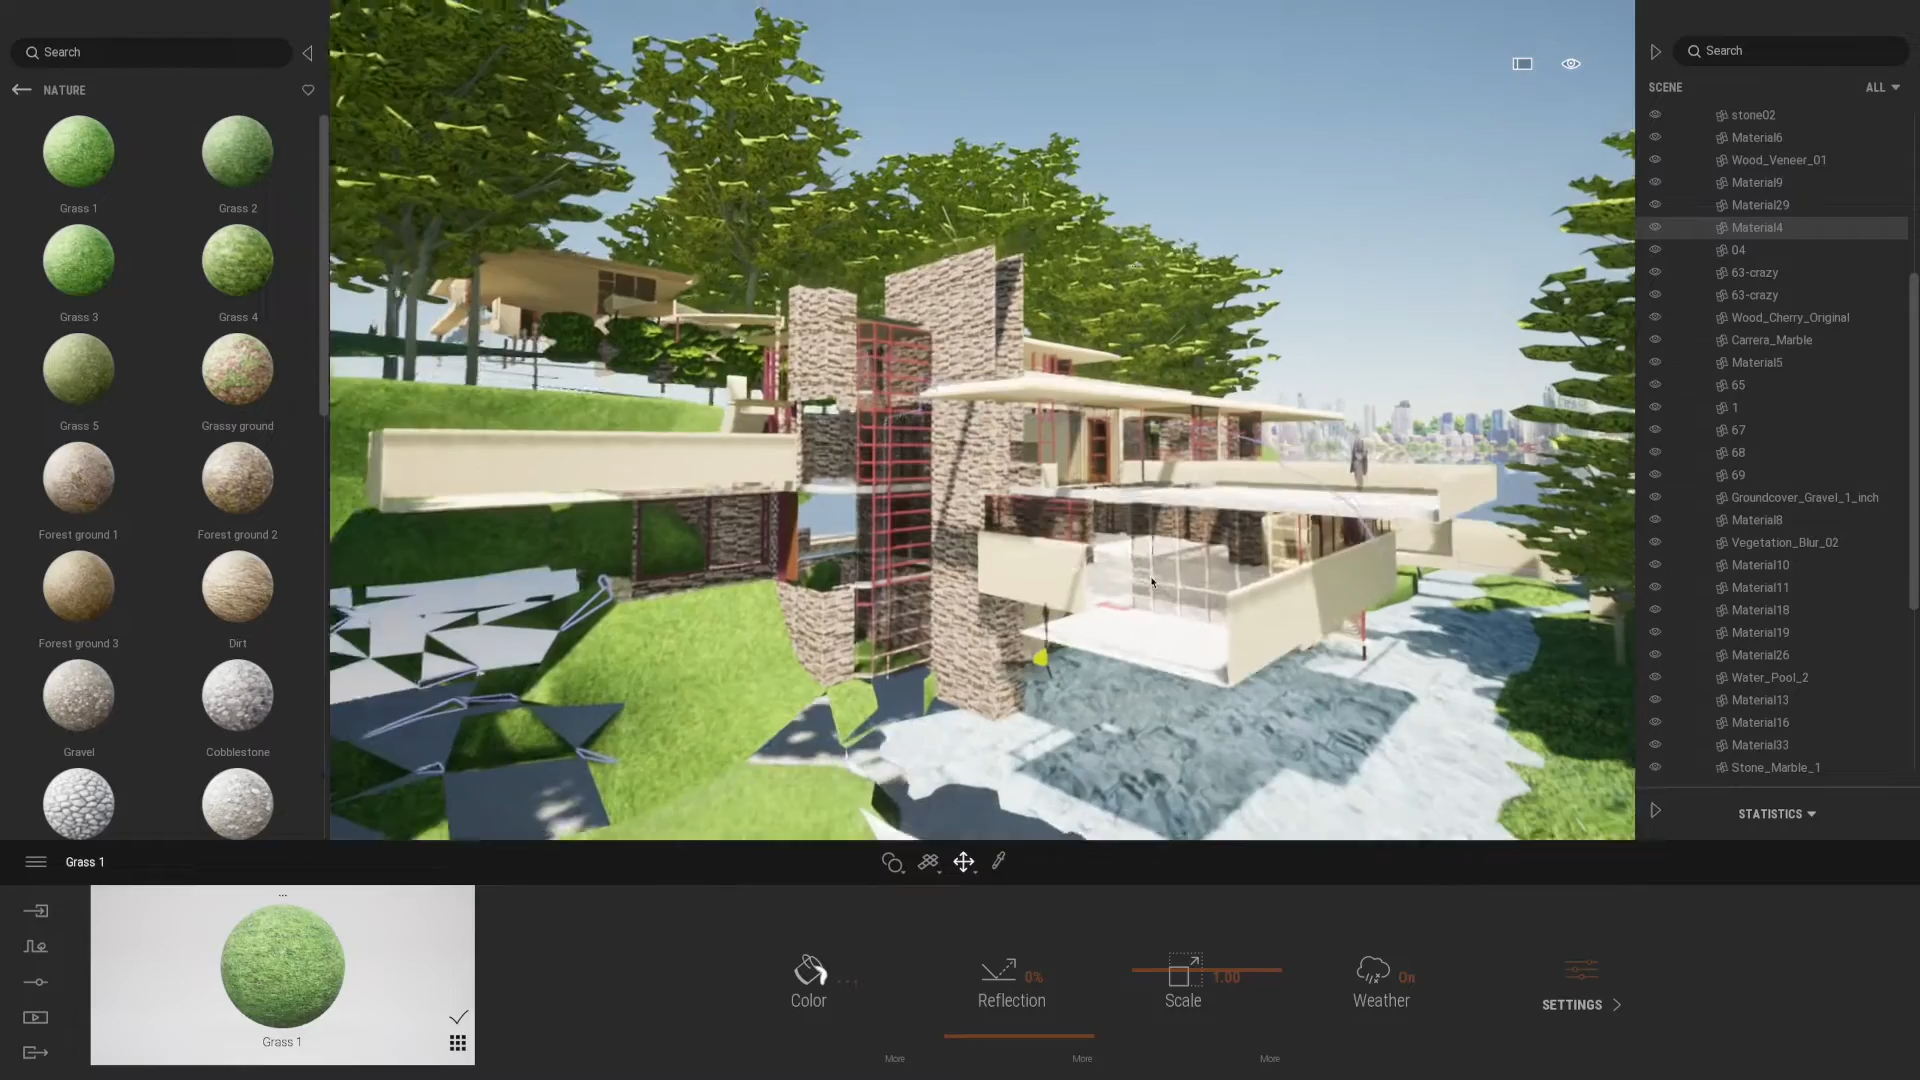 Search
NATURE
Grass 1
Grass 2
Grass 3
Grass 4
Grass 5
Grassy ground
Forest ground 1
Forest ground 2
Forest ground 3
Dirt
Gravel
Cobblestone
Search
SCENE
ALL
stone02
Material6
Wood_Veneer_01
Material9
Material29
Material4
04
63-crazy
63-crazy
Wood_Cherry_Original
Carrera_Marble
Material5
65
1
67
68
69
Groundcover_Gravel_1_inch
Material8
Vegetation_Blur_02
Material10
Material11
Material18
Material19
Material26
Water_Pool_2
Material13
Material16
Material33
Stone_Marble_1
STATISTICS
Grass 1
...
Grass 1
Color
...
More
Reflection
0%
More
Scale
1.00
More
Weather
On
SETTINGS